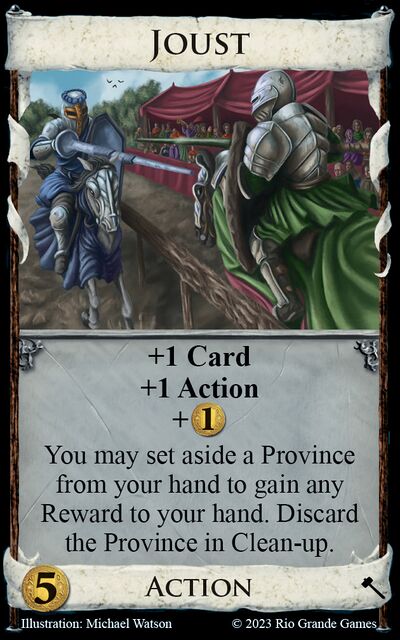 Joust
+1 Card
+1 Action
+1
You may set aside a Province
from your hand to gain any
Reward to your hand. Discard
the Province in Clean-up.
5
Action
Illustration: Michael Watson
© 2023 Rio Grande Games